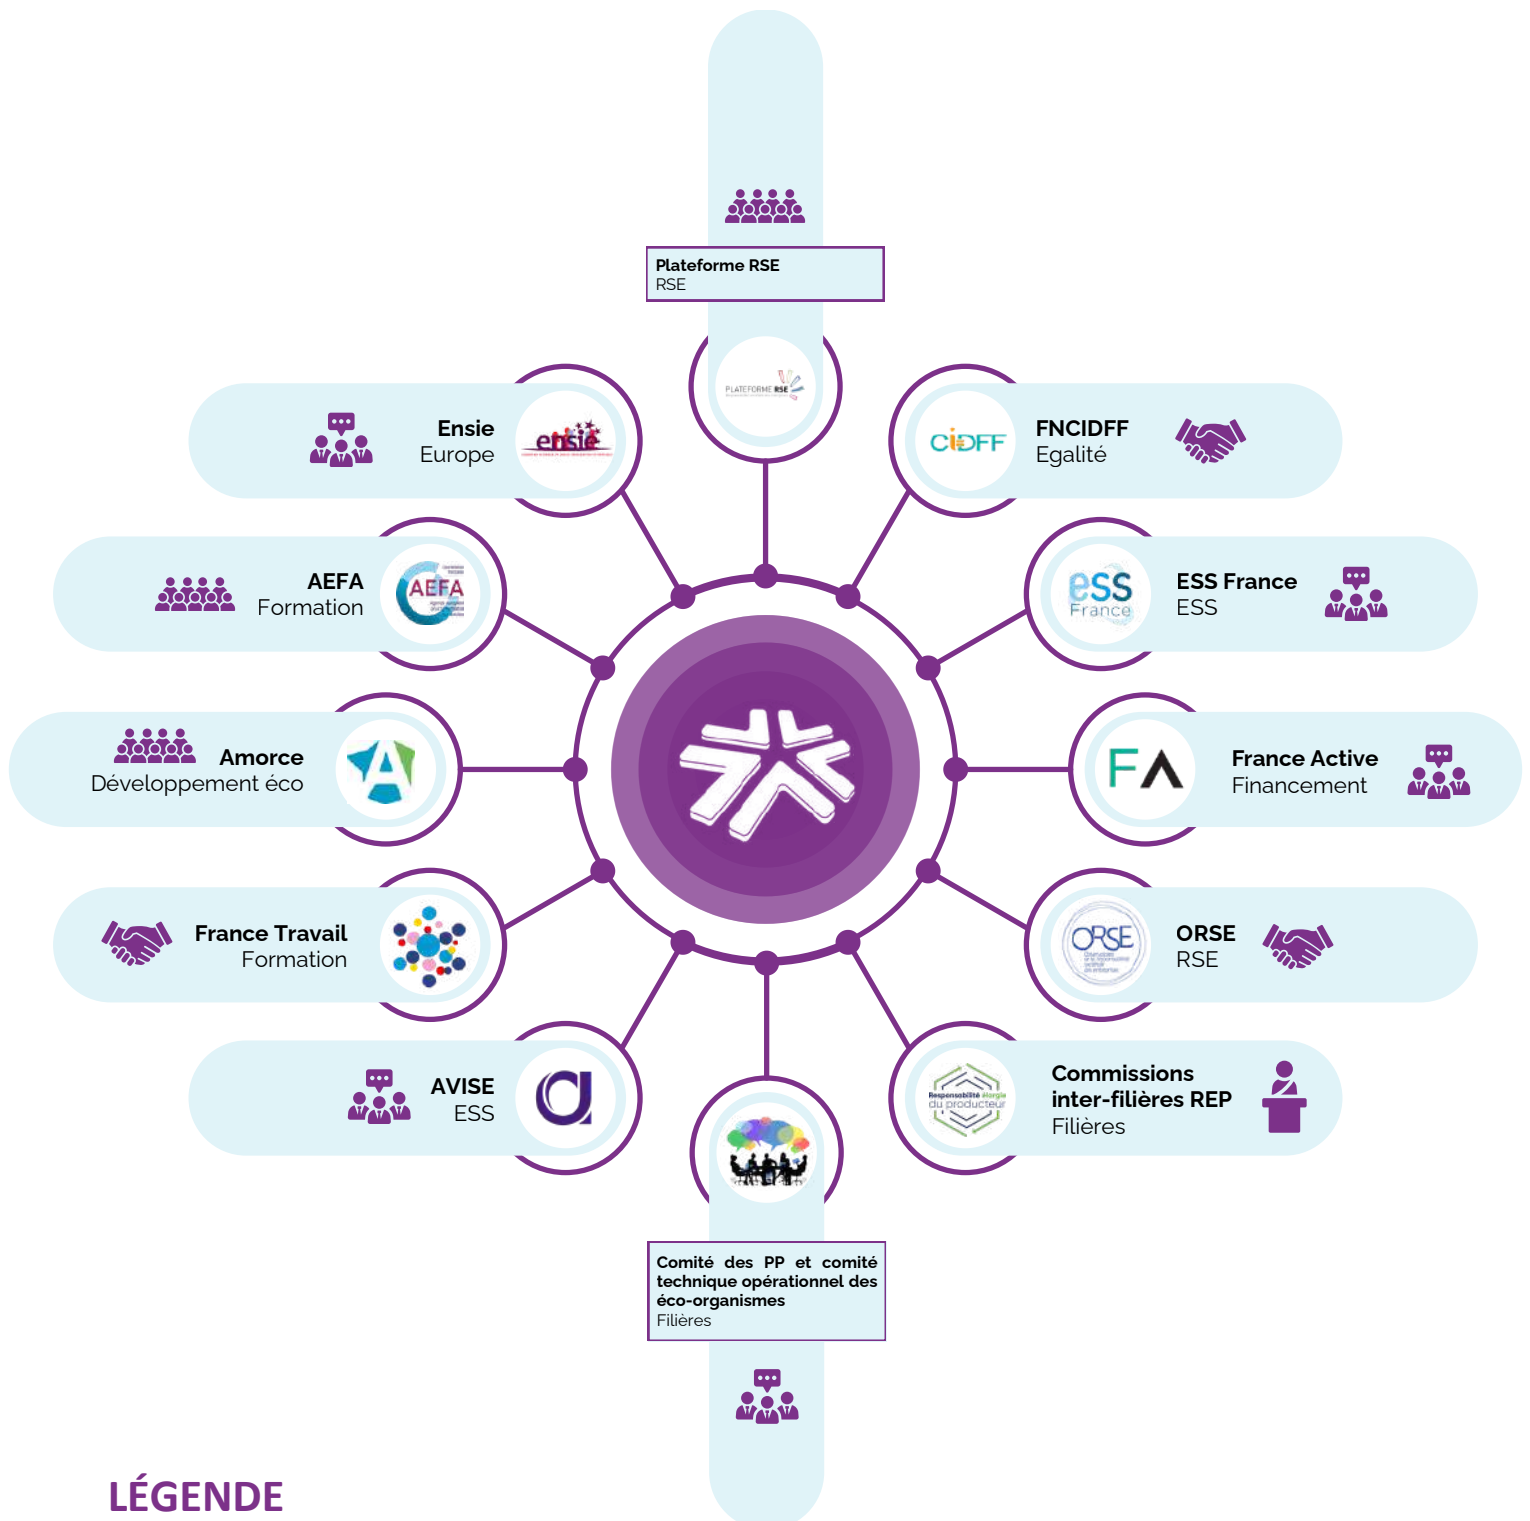 Plateforme RSE
RSE
PLATEFORME RSE
Ensie
Europe
ensie
CIDFF
FNCIDFF
Egalité
AEFA
Formation
AEFA
ESS
France
ESS France
ESS
Amorce
Développement éco
A
FA
France Active
Financement
France Travail
Formation
ORSE
ORSE
RSE
AVISE
ESS
a
Responsabilité élargie
du producteur
Commissions
inter-filières REP
Filières
Comité des PP et comité
technique opérationnel des
éco-organismes
Filières
LÉGENDE